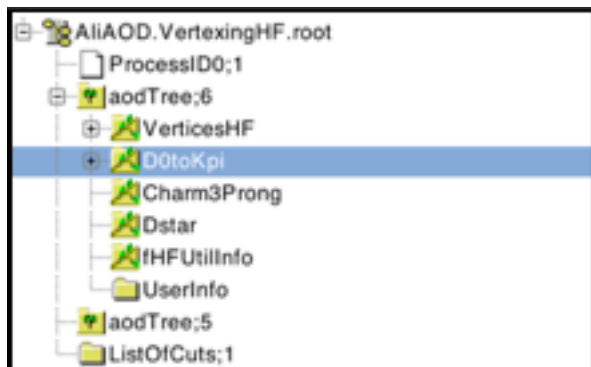 AliAOD.VertexingHF.root
ProcessID0;1
aodTree;6
VerticesHF
D0toKpi
Charm3Prong
Dstar
fHFUtilInfo
UserInfo
aodTree;5
ListOfCuts;1